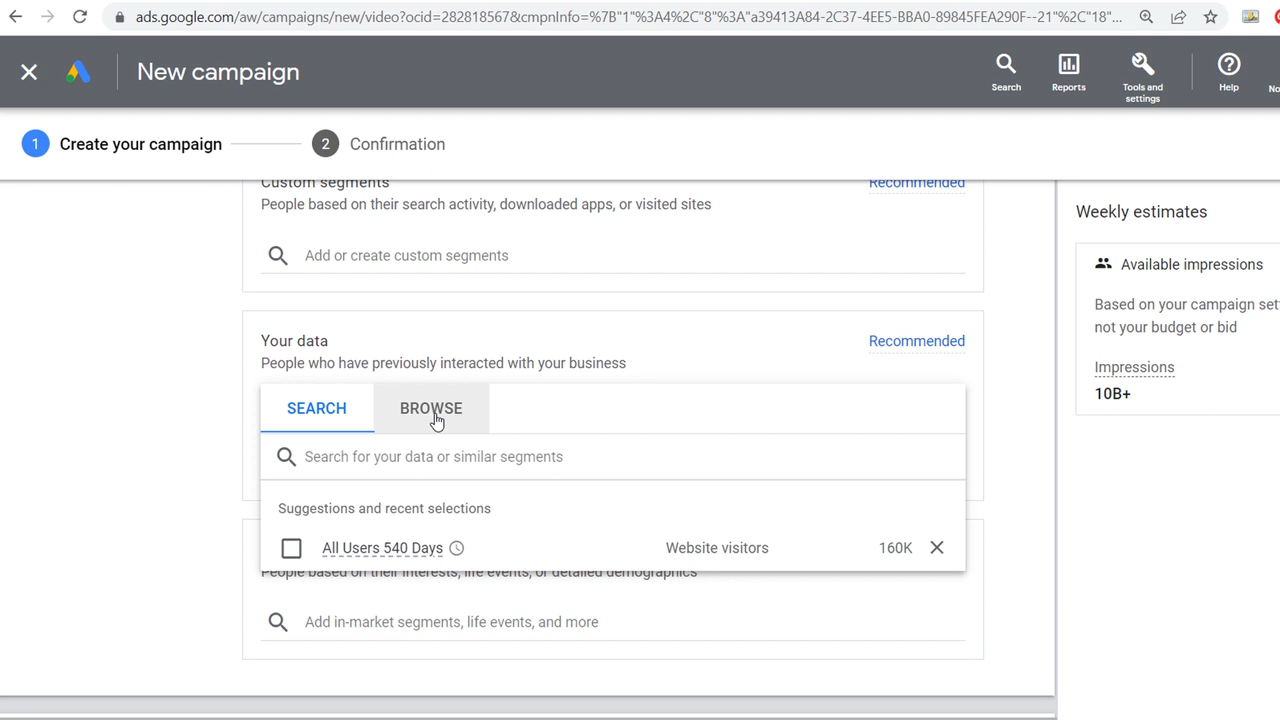 ads.google.com/aw/campaigns/new/video?ocid=282818567&cmpnInfo=%7B"1"%3A4%2C"8"%3A"a39413A84-2C37-4EE5-BBA0-89845FEA290F--21"%2C"18"...
New campaign
Search
Reports
Tools and
settings
Help
No
1 Create your campaign
2 Confirmation
Custom segments
Recommended
People based on their search activity, downloaded apps, or visited sites
Add or create custom segments
Your data
Recommended
People who have previously interacted with your business
SEARCH
BROWSE
Search for your data or similar segments
Suggestions and recent selections
All Users 540 Days
Website visitors
160K
People based on their interests, life events, or detailed demographics
Add in-market segments, life events, and more
Weekly estimates
Available impressions
Based on your campaign set
not your budget or bid
Impressions
10B+